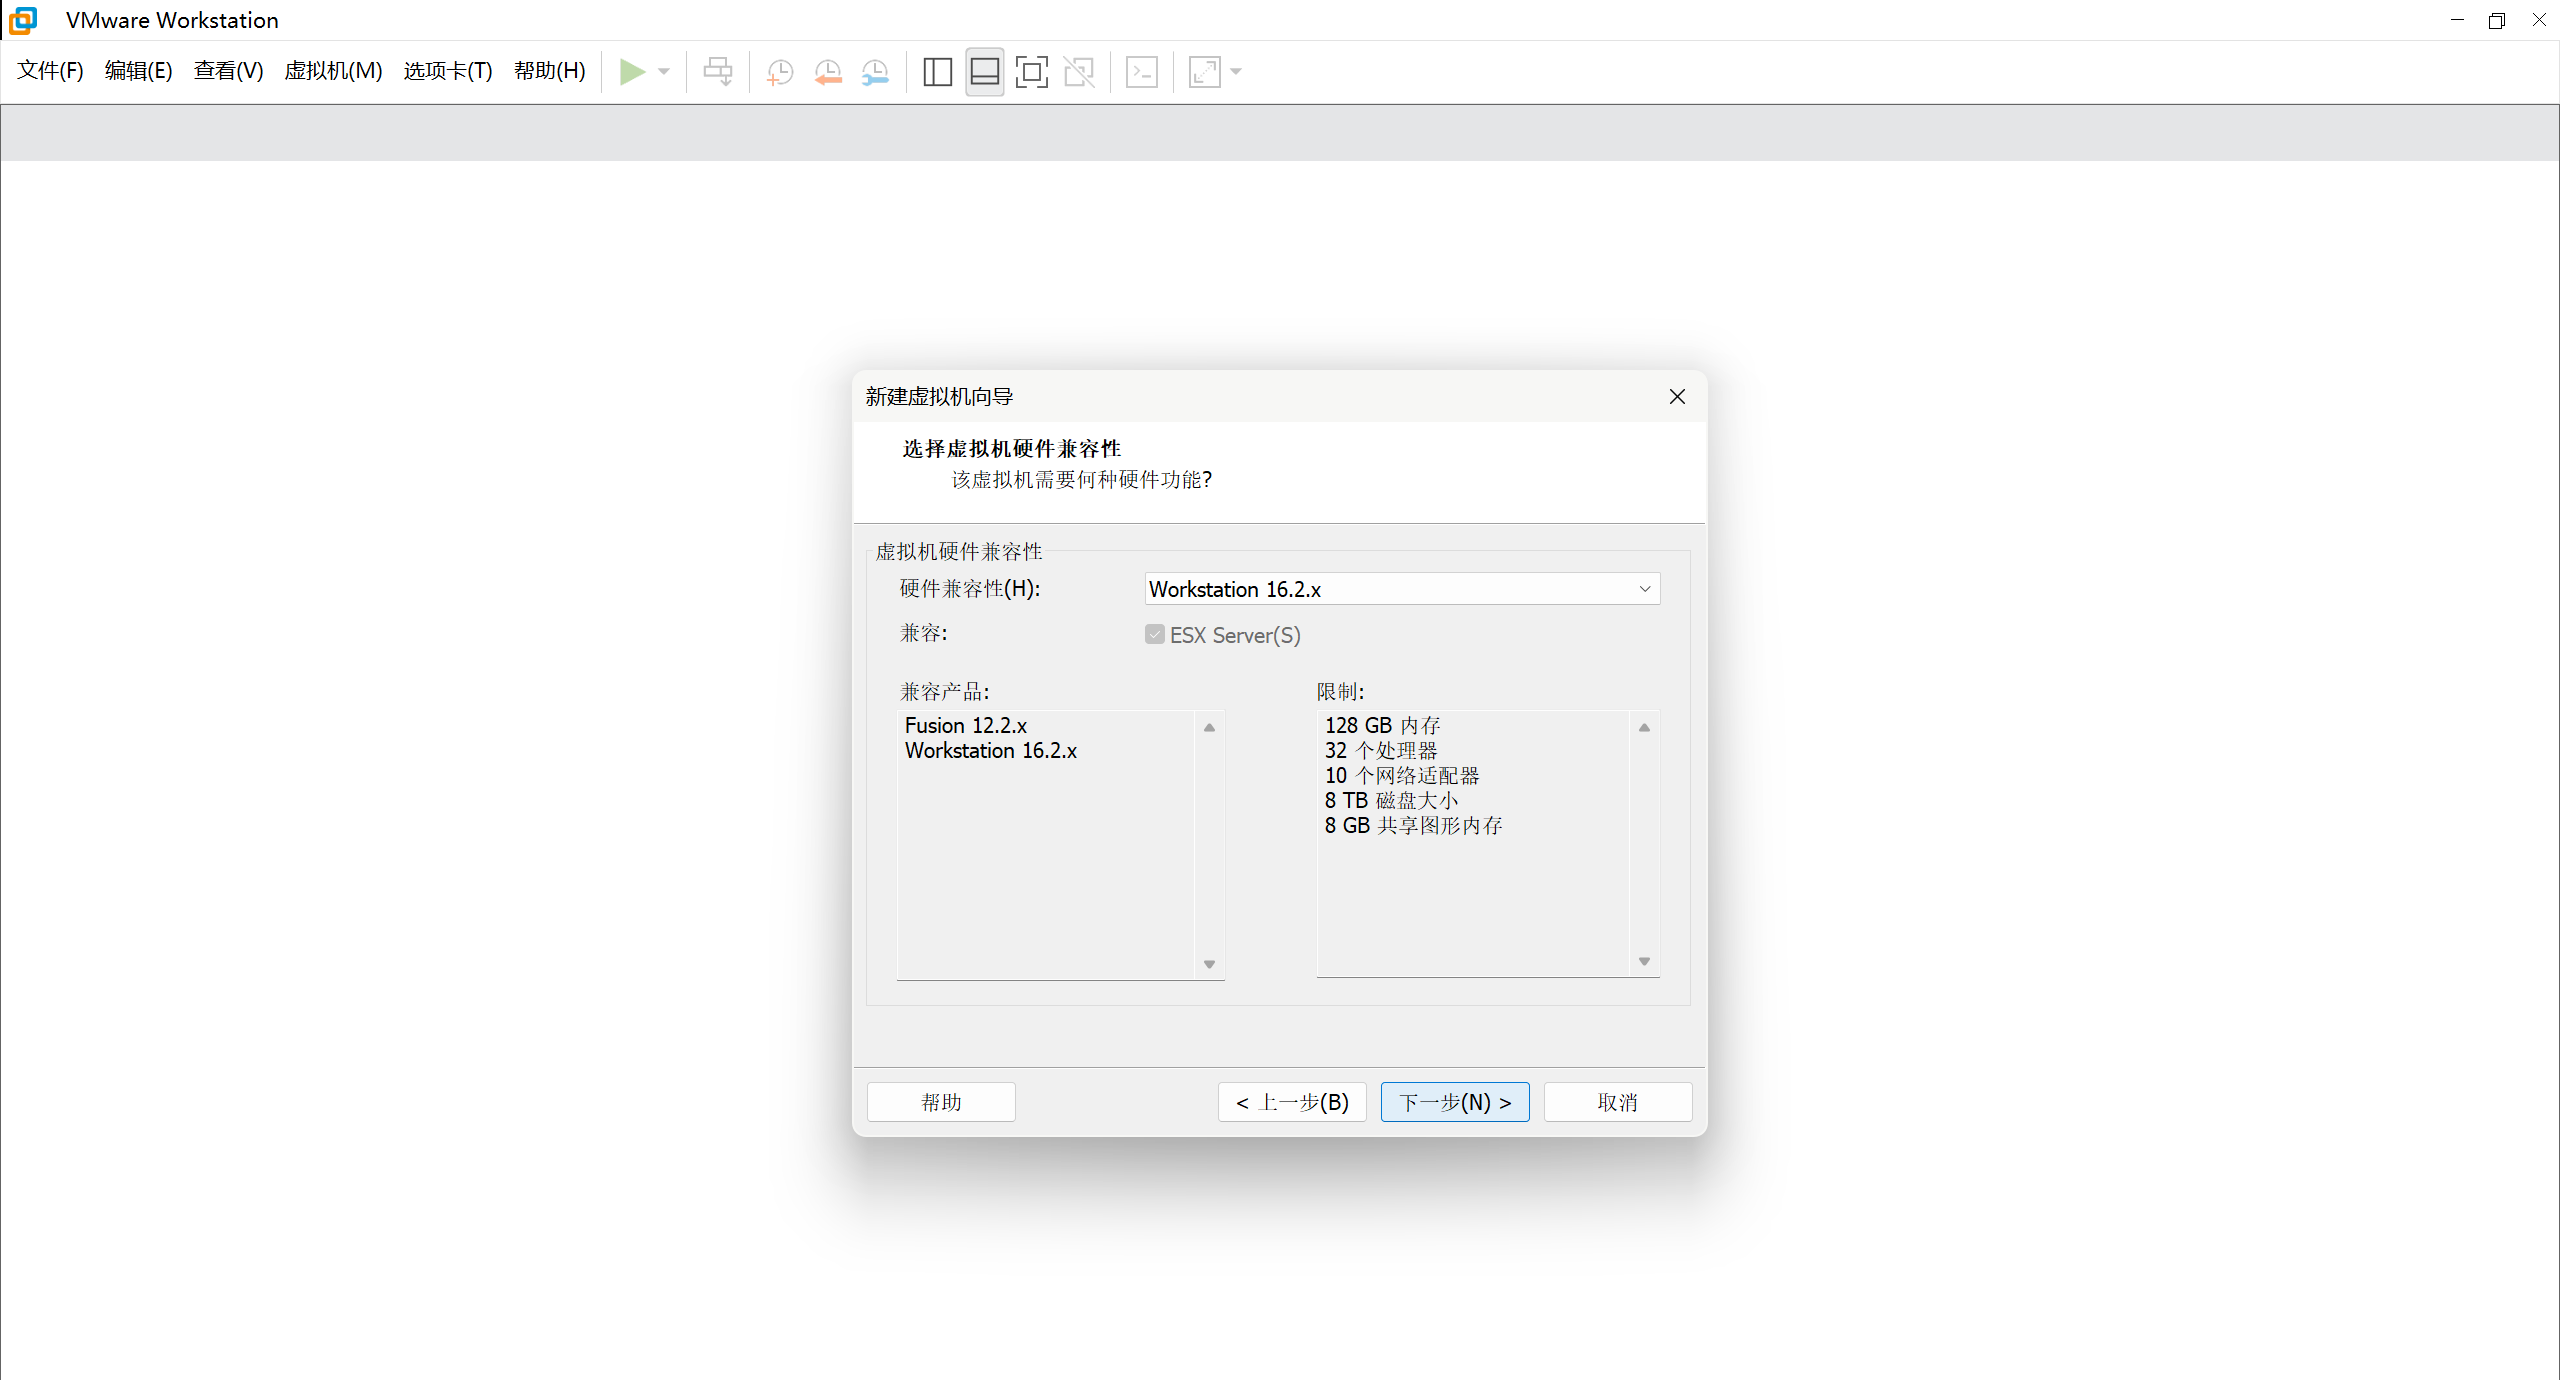 VMware Workstation
文件(F) 编辑(E) 查看(V) 虚拟机(M) 选项卡(T) 帮助(H)
新建虚拟机向导
选择虚拟机硬件兼容性
该虚拟机需要何种硬件功能?
虚拟机硬件兼容性
硬件兼容性(H): Workstation 16.2.x
兼容: ESX Server(S)
兼容产品:
Fusion 12.2.x
Workstation 16.2.x
限制:
128 GB 内存
32 个处理器
10 个网络适配器
8 TB 磁盘大小
8 GB 共享图形内存
帮助 < 上一步(B) 下一步(N) > 取消